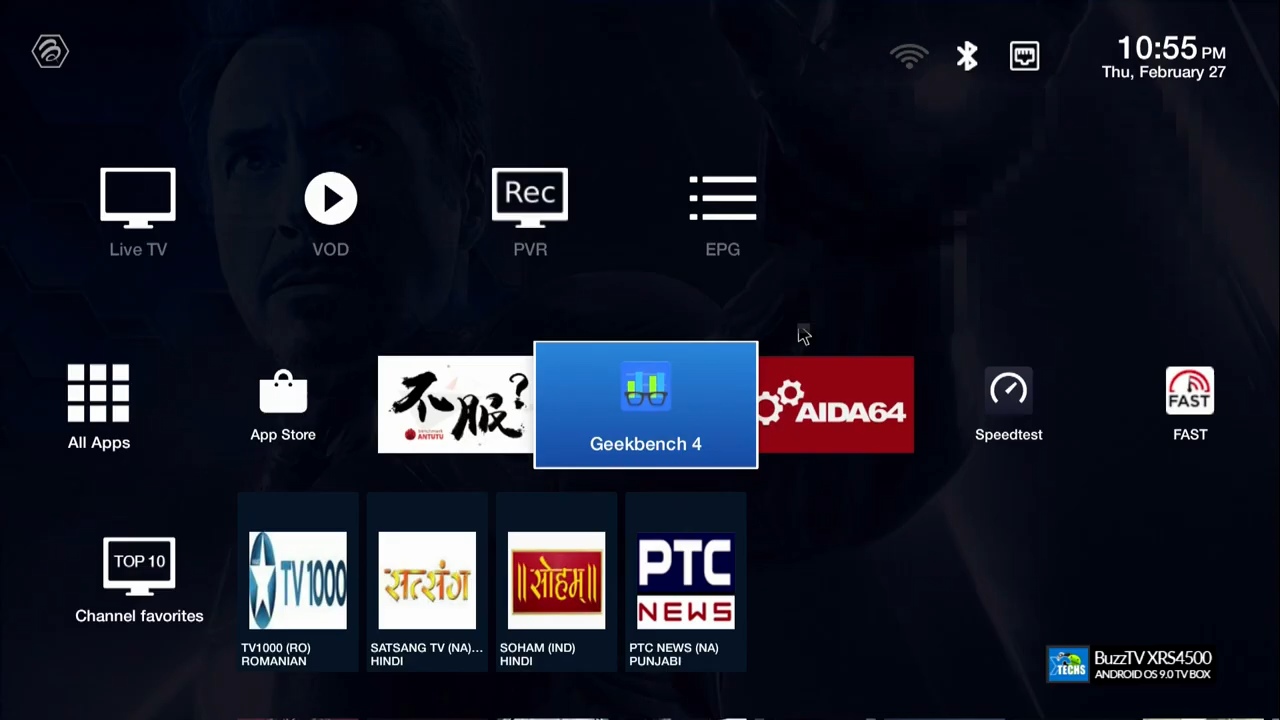 10:55 PM
Thu, February 27
Rec
Live TV
VOD
PVR
EPG
不服?
ANTUTU
Geekbench 4
AIDA64
FAST
All Apps
App Store
Speedtest
FAST
TOP 10
Channel favorites
TV1000
सत्संग
॥सोहम्॥
PTC
NEWS
TV1000 (RO)
ROMANIAN
SATSANG TV (NA)...
HINDI
SOHAM (IND)
HINDI
PTC NEWS (NA)
PUNJABI
TECHS
BuzzTV XRS4500
ANDROID OS 9.0 TV BOX